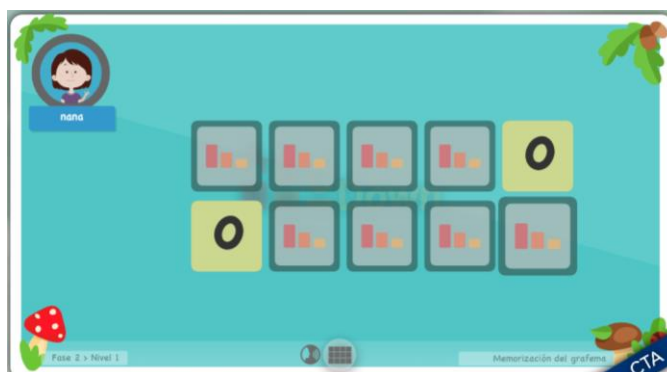 nana
O
O
Fase 2 > Nivel 1
Memorización del grafema
CTA